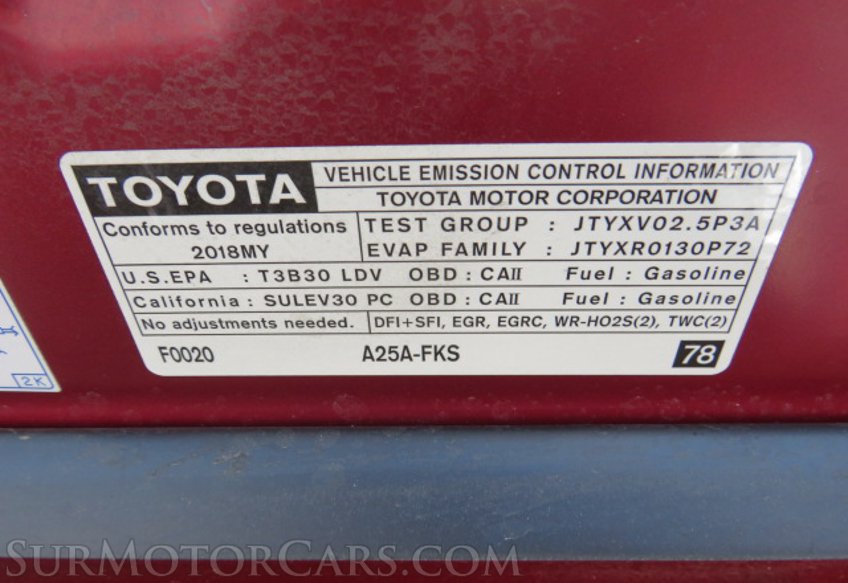 TOYOTA
VEHICLE EMISSION CONTROL INFORMATION
TOYOTA MOTOR CORPORATION
Conforms to regulations
2018MY
TEST GROUP : JTYXV02.5P3A
EVAP FAMILY : JTYXR0130P72
U.S.EPA : T3B30 LDV OBD : CAII Fuel : Gasoline
California : SULEV30 PC OBD : CAII Fuel : Gasoline
No adjustments needed. DFI+SFI, EGR, EGRC, WR-HO2S(2), TWC(2)
F0020 A25A-FKS 78
2K
SurMotorCars.com